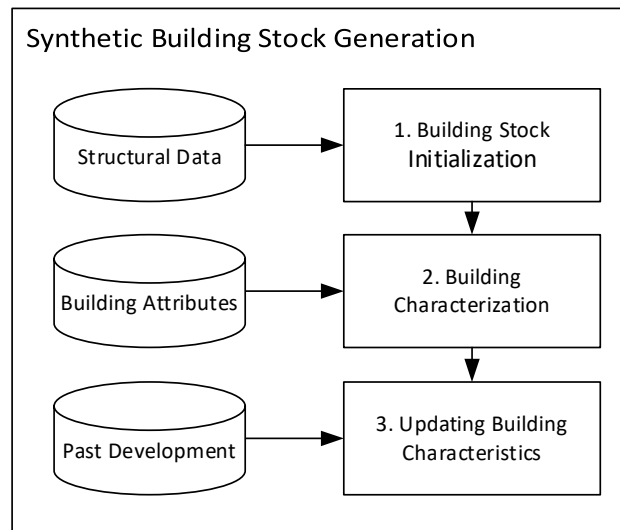 Synthetic Building Stock Generation
Structural Data
1. Building Stock
Initialization
Building Attributes
2. Building
Characterization
Past Development
3. Updating Building
Characteristics